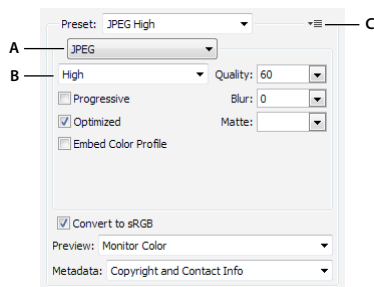 Preset: JPEG High
C
A
JPEG
B
High
Quality: 60
Progressive
Blur: 0
Optimized
Matte:
Embed Color Profile
Convert to sRGB
Preview: Monitor Color
Metadata: Copyright and Contact Info